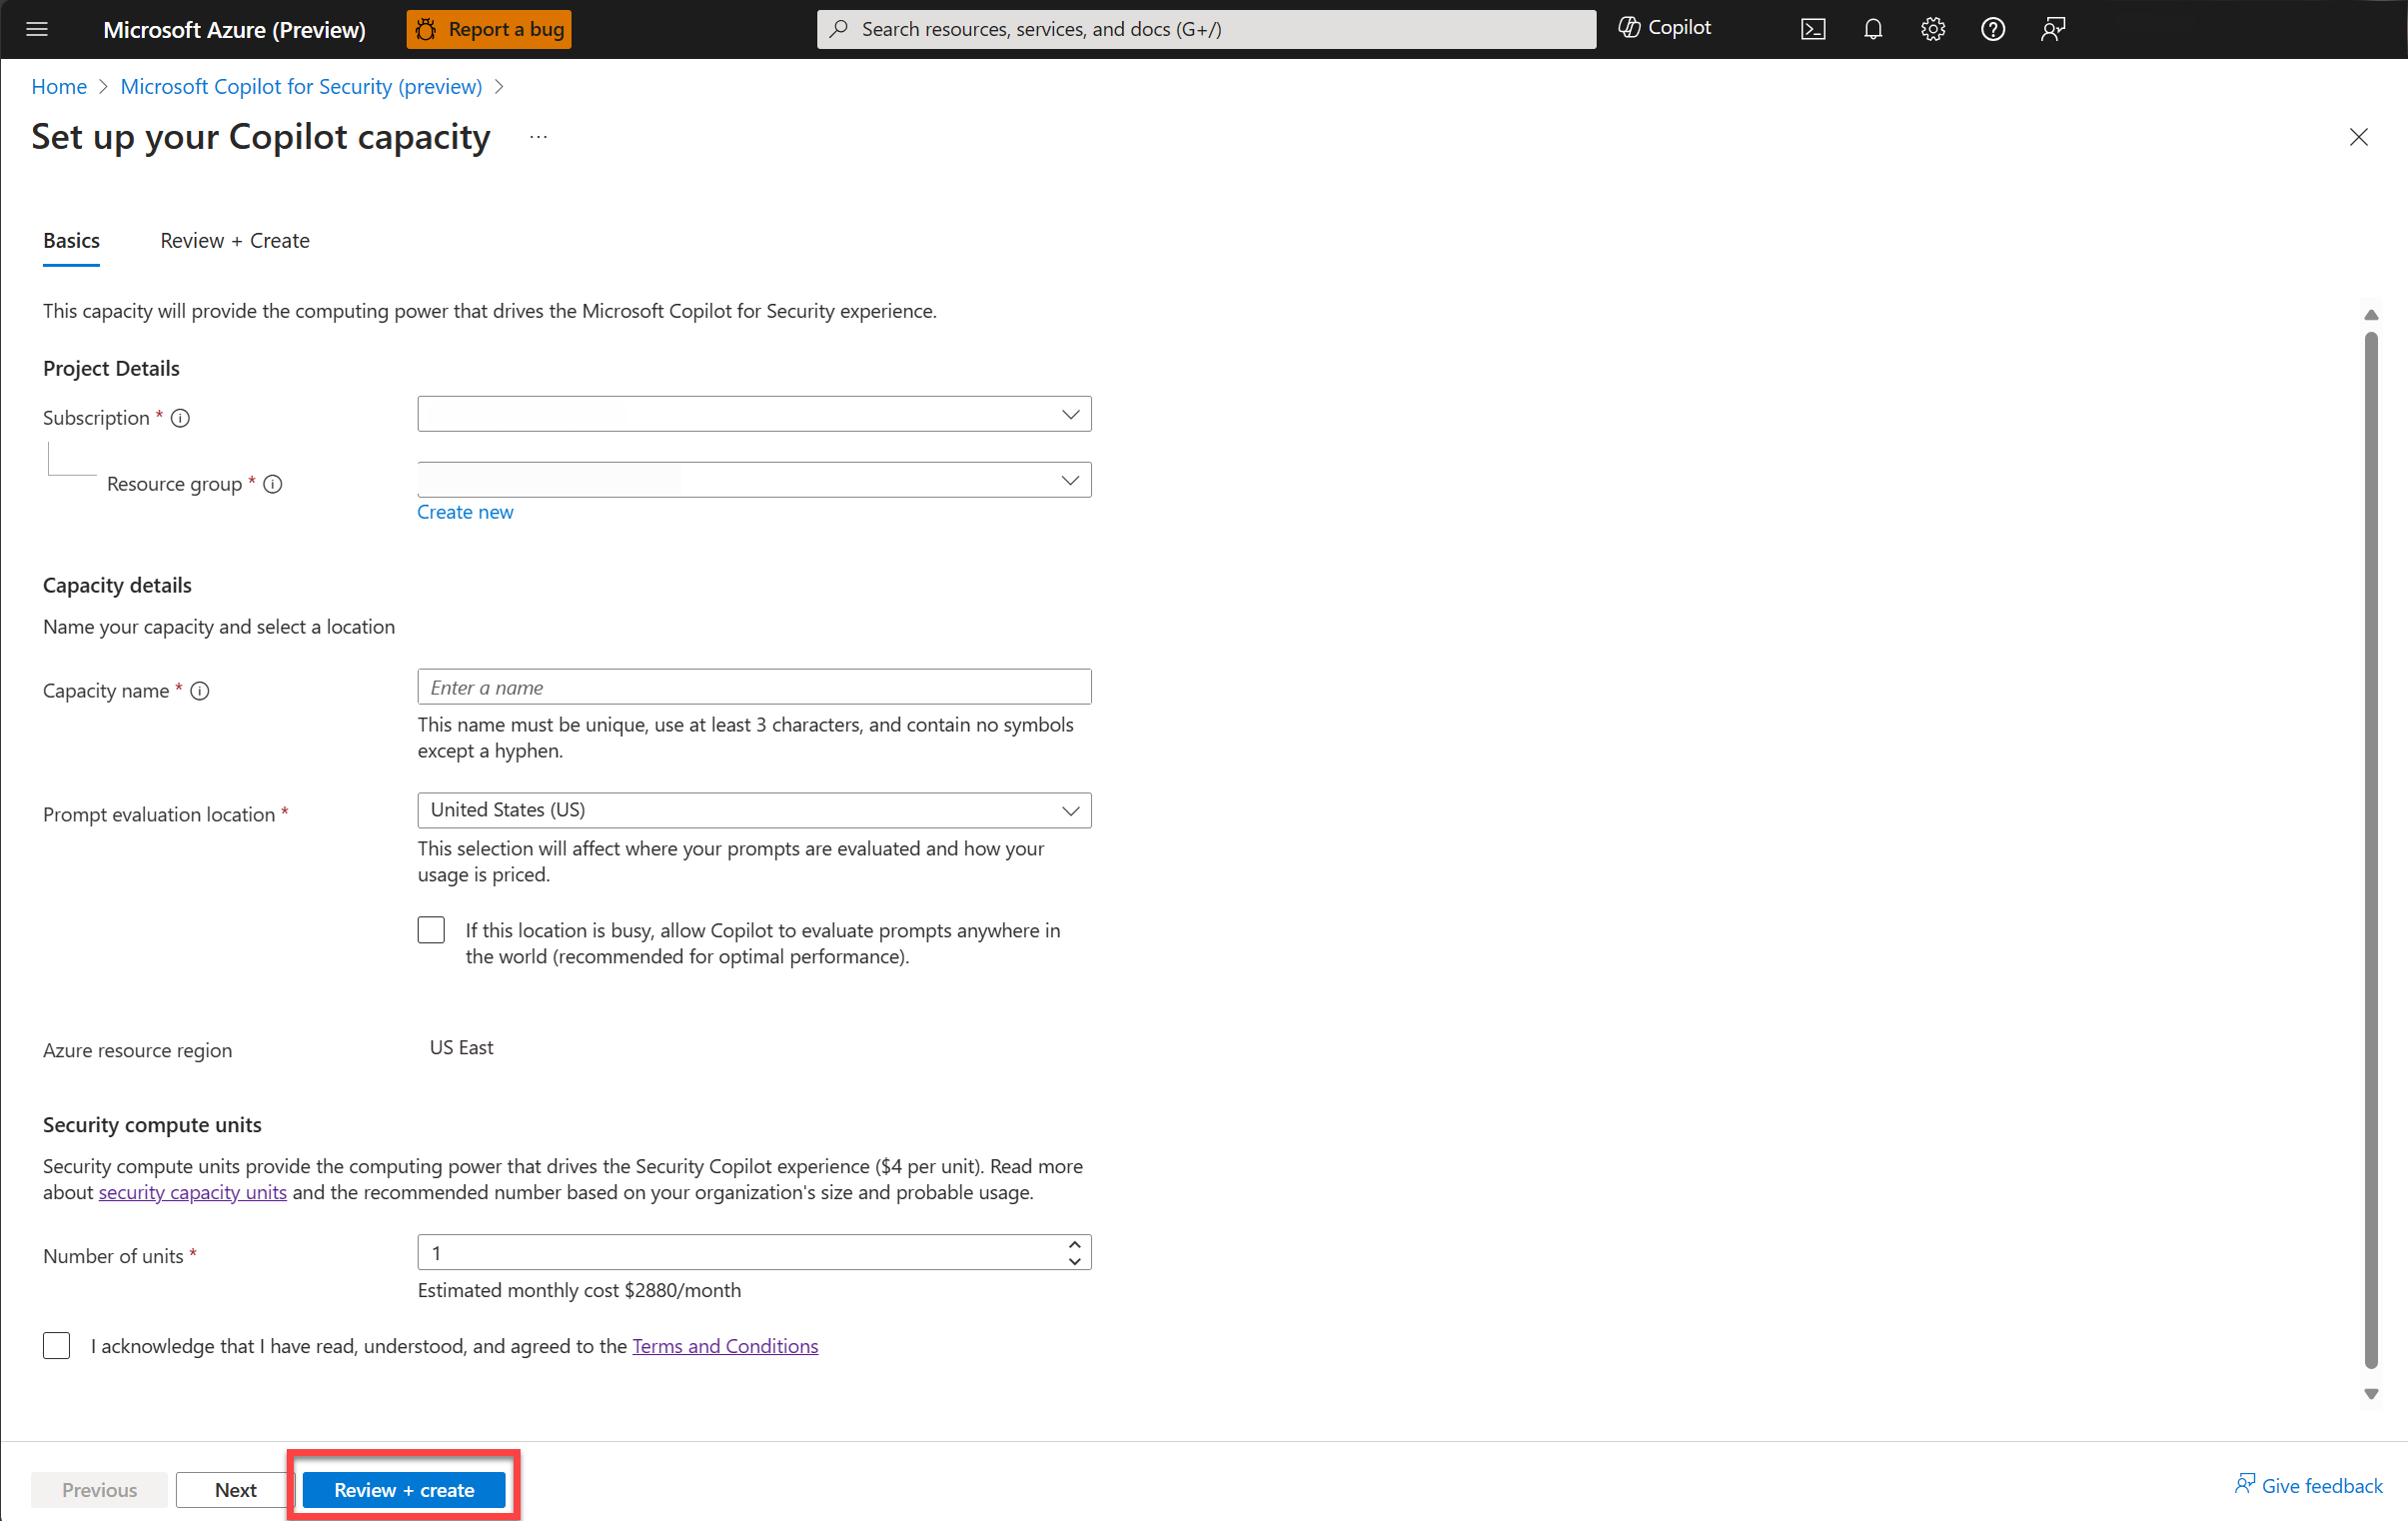 Microsoft Azure (Preview)
Report a bug
Search resources, services, and docs (G+/)
Copilot
Home > Microsoft Copilot for Security (preview) >
Set up your Copilot capacity ...
Basics
Review + Create
This capacity will provide the computing power that drives the Microsoft Copilot for Security experience.
Project Details
Subscription *
Resource group *
Create new
Capacity details
Name your capacity and select a location
Capacity name *
Enter a name
This name must be unique, use at least 3 characters, and contain no symbols
except a hyphen.
Prompt evaluation location *
United States (US)
This selection will affect where your prompts are evaluated and how your
usage is priced.
If this location is busy, allow Copilot to evaluate prompts anywhere in
the world (recommended for optimal performance).
Azure resource region
US East
Security compute units
Security compute units provide the computing power that drives the Security Copilot experience ($4 per unit). Read more
about security capacity units and the recommended number based on your organization's size and probable usage.
Number of units *
1
Estimated monthly cost $2880/month
I acknowledge that I have read, understood, and agreed to the Terms and Conditions
Previous
Next
Review + create
Give feedback